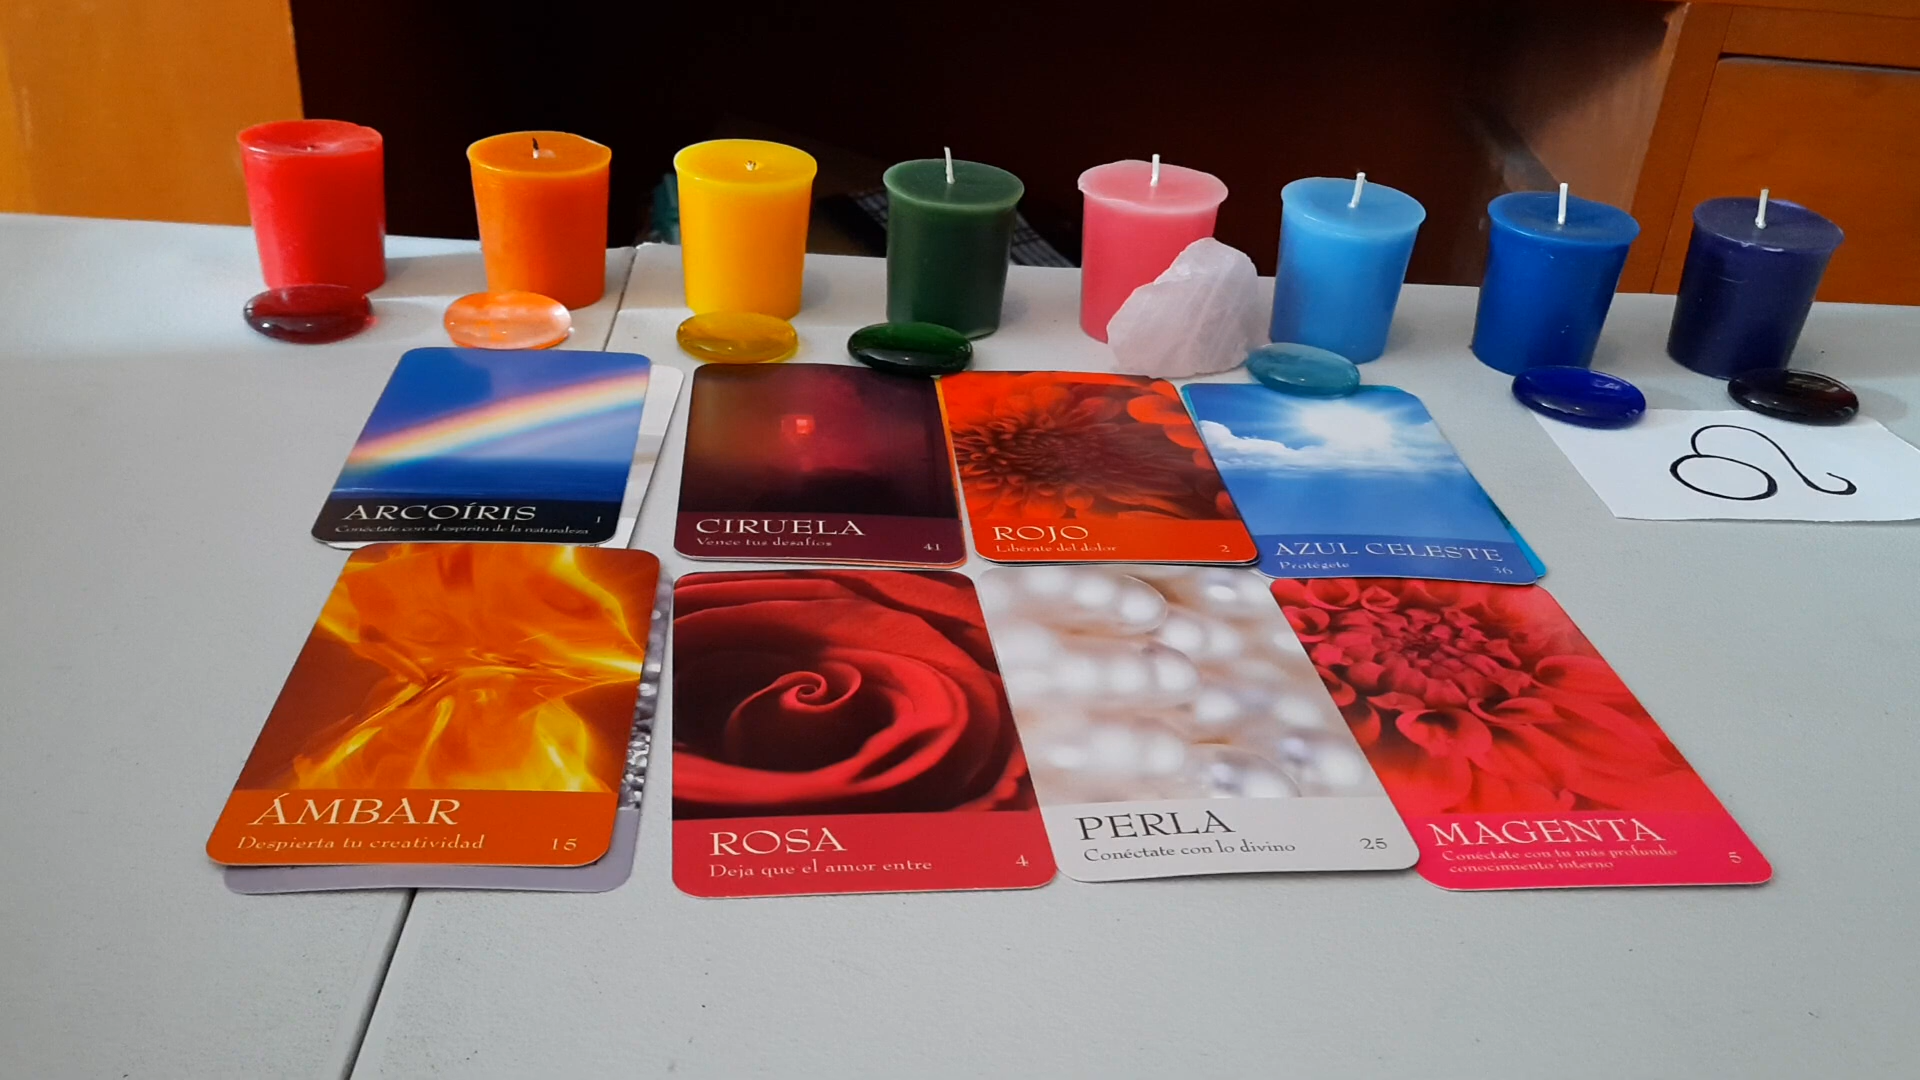 ARCOÍRIS
Conéctate con el espíritu de la naturaleza
1
CIRUELA
Vence tus desafíos
41
ROJO
Libérate del dolor
2
AZUL CELESTE
Protégete
36
ÁMBAR
Despierta tu creatividad
15
ROSA
Deja que el amor entre
4
PERLA
Conéctate con lo divino
25
MAGENTA
Conéctate con tu más profundo
conocimiento interno
5
♌